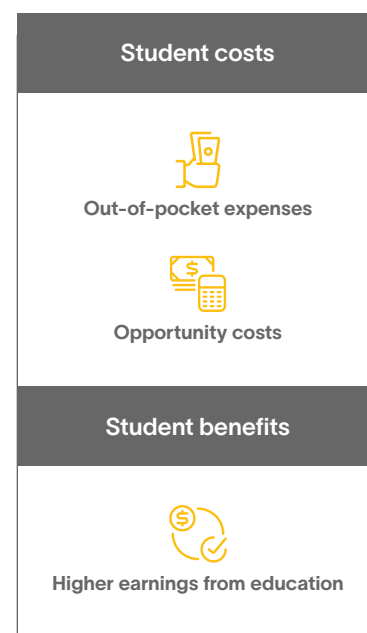 Student costs
Out-of-pocket expenses
$
Opportunity costs
Student benefits
$
Higher earnings from education